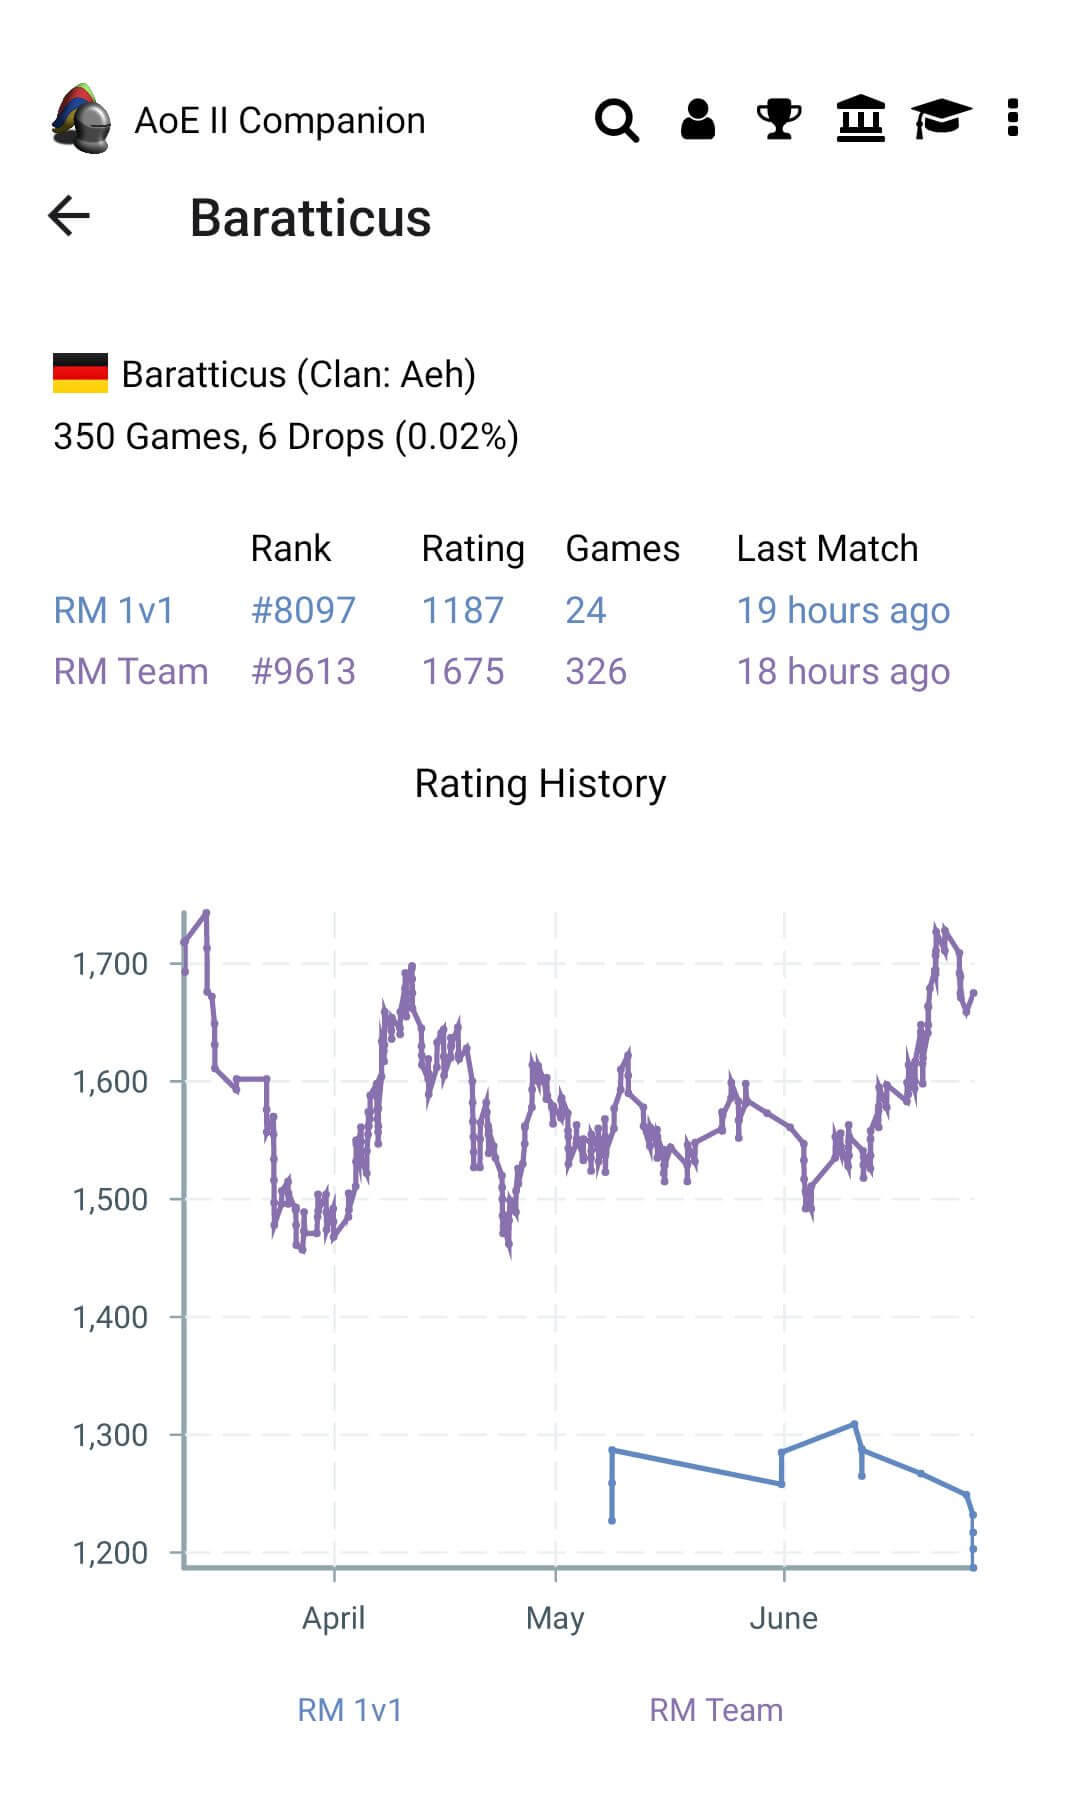 AoE II Companion
Baratticus
Baratticus (Clan: Aeh)
350 Games, 6 Drops (0.02%)
Rank Rating Games Last Match
RM 1v1 #8097 1187 24 19 hours ago
RM Team #9613 1675 326 18 hours ago
Rating History
1,700
1,600
1,500
1,400
1,300
1,200
April May June
RM 1v1 RM Team